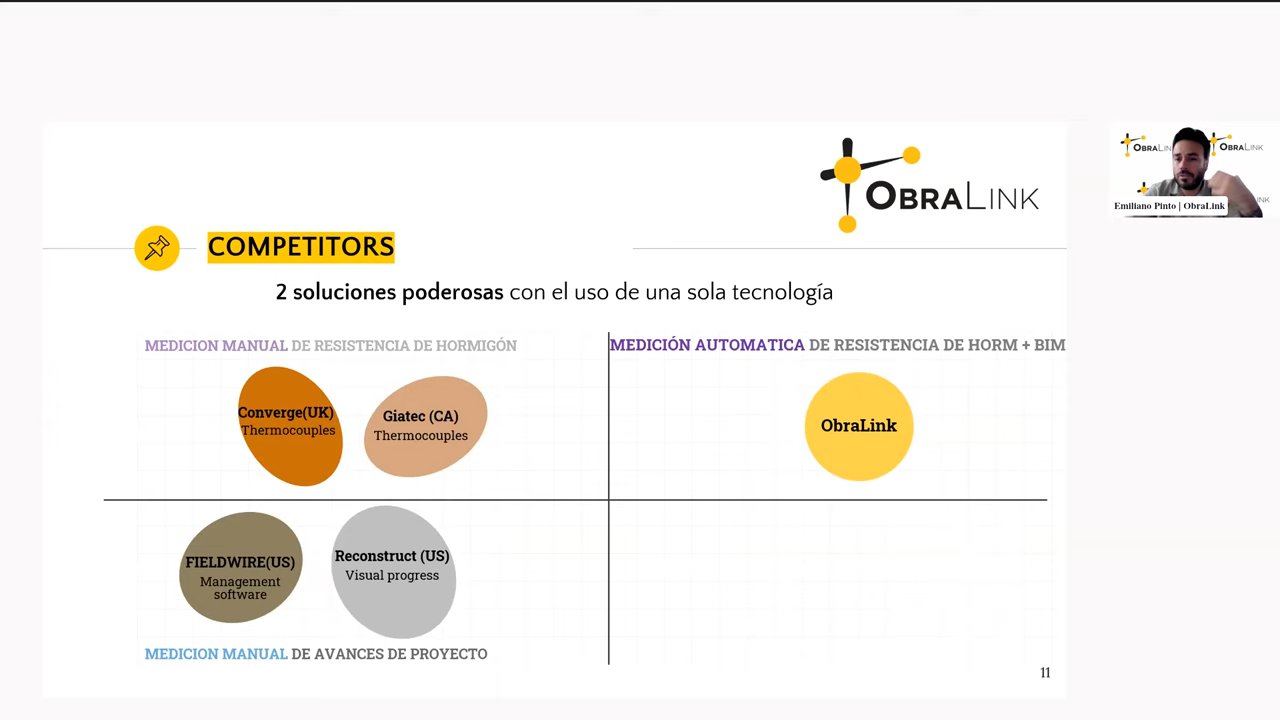 OBRALINK
COMPETITORS
2 soluciones poderosas con el uso de una sola tecnología
MEDICION MANUAL DE RESISTENCIA DE HORMIGÓN
MEDICIÓN AUTOMATICA DE RESISTENCIA DE HORM + BIM
Converge(UK)
Thermocouples
Giatec (CA)
Thermocouples
ObraLink
FIELDWIRE(US)
Management
software
Reconstruct (US)
Visual progress
MEDICION MANUAL DE AVANCES DE PROYECTO
11
OBRALIN
OBRALINK
INK
Emiliano Pinto | ObraLink